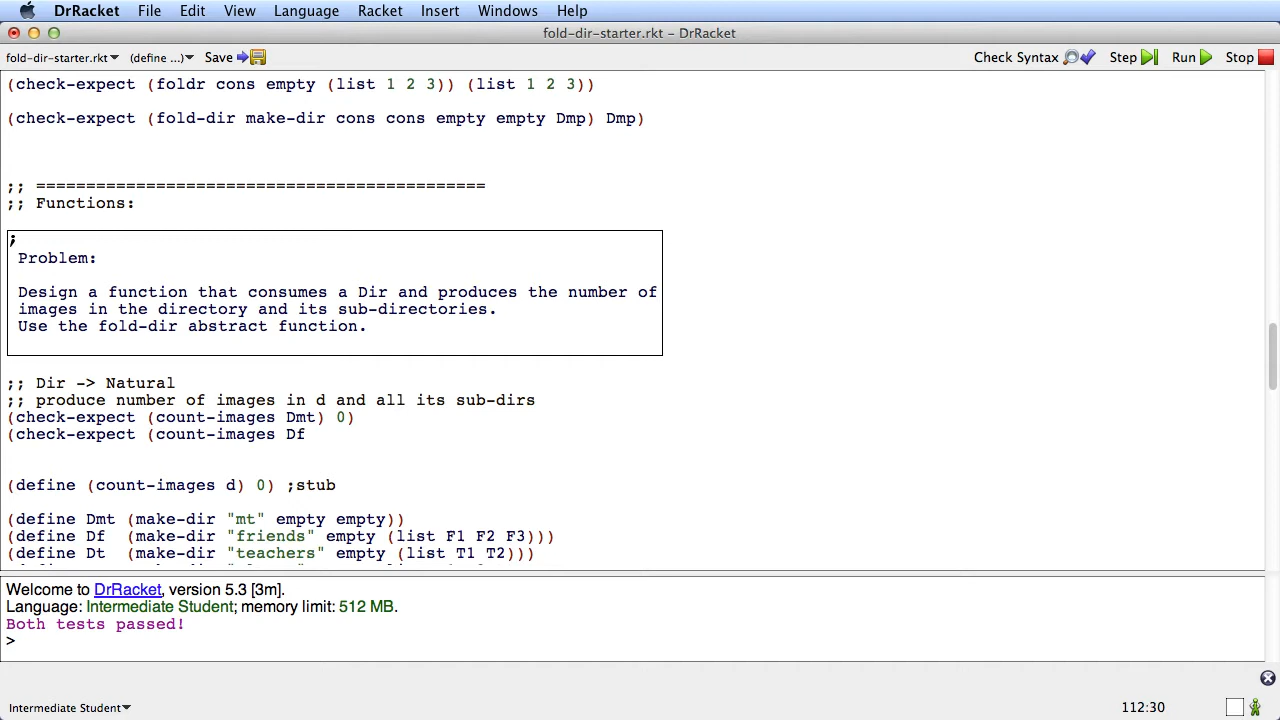 DrRacket File Edit View Language Racket Insert Windows Help
fold-dir-starter.rkt - DrRacket
fold-dir-starter.rkt (define ...) Save Check Syntax Step Run Stop
(check-expect (foldr cons empty (list 1 2 3)) (list 1 2 3))
(check-expect (fold-dir make-dir cons cons empty empty Dmp) Dmp)
;; =============================================
;; Functions:
;
Problem:
Design a function that consumes a Dir and produces the number of
images in the directory and its sub-directories.
Use the fold-dir abstract function.
;; Dir -> Natural
;; produce number of images in d and all its sub-dirs
(check-expect (count-images Dmt) 0)
(check-expect (count-images Df
(define (count-images d) 0) ;stub
(define Dmt (make-dir "mt" empty empty))
(define Df (make-dir "friends" empty (list F1 F2 F3)))
(define Dt (make-dir "teachers" empty (list T1 T2)))
Welcome to DrRacket, version 5.3 [3m].
Language: Intermediate Student; memory limit: 512 MB.
Both tests passed!
>
Intermediate Student 112:30